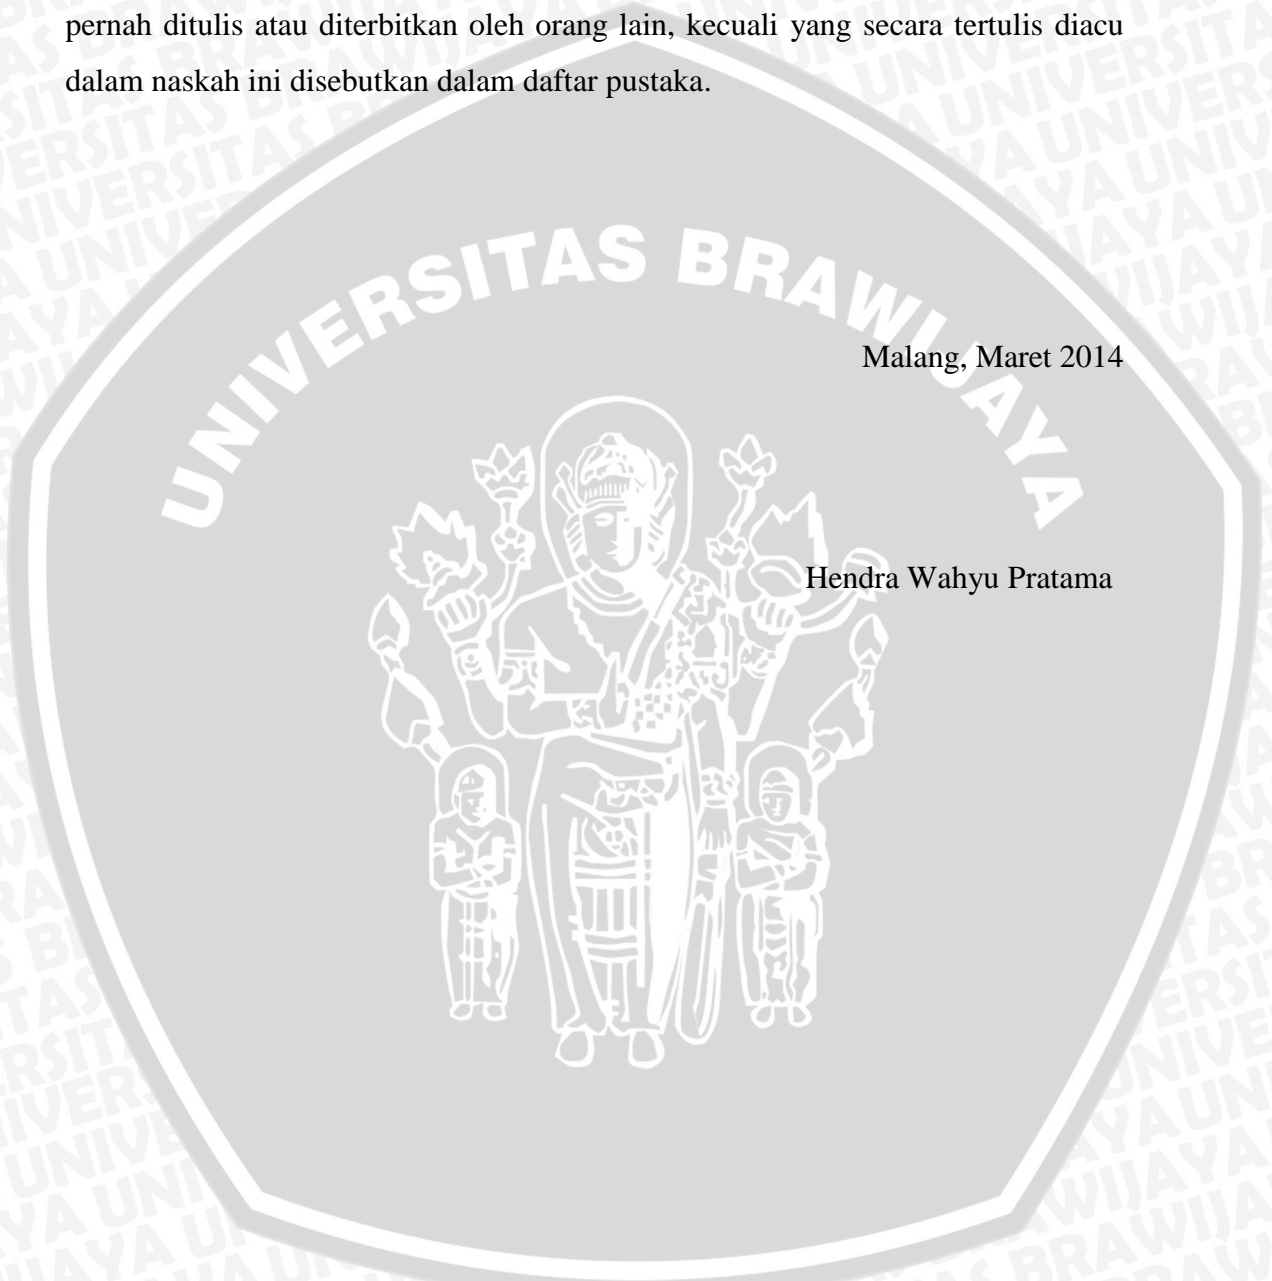 pernah ditulis atau diterbitkan oleh orang lain, kecuali yang secara tertulis diacu
dalam naskah ini disebutkan dalam daftar pustaka.
UNIVERSITAS BRAWIJAYA
Malang, Maret 2014
Hendra Wahyu Pratama